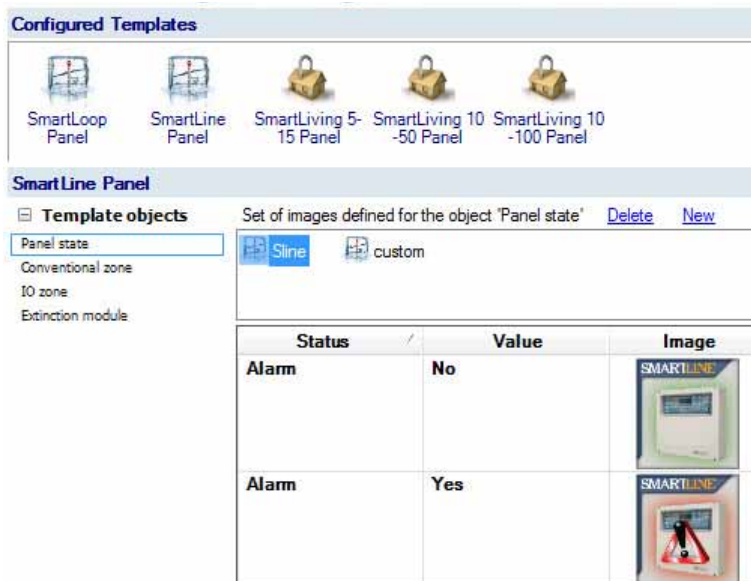 Configured Templates
SmartLoop Panel
SmartLine Panel
SmartLiving 5-15 Panel
SmartLiving 10-50 Panel
SmartLiving 10-100 Panel
SmartLine Panel
Template objects
Set of images defined for the object 'Panel state' Delete New
Panel state
Conventional zone
IO zone
Extinction module
Sline
custom
Status Value Image
Alarm No
SMARTLINE
Alarm Yes
SMARTLINE